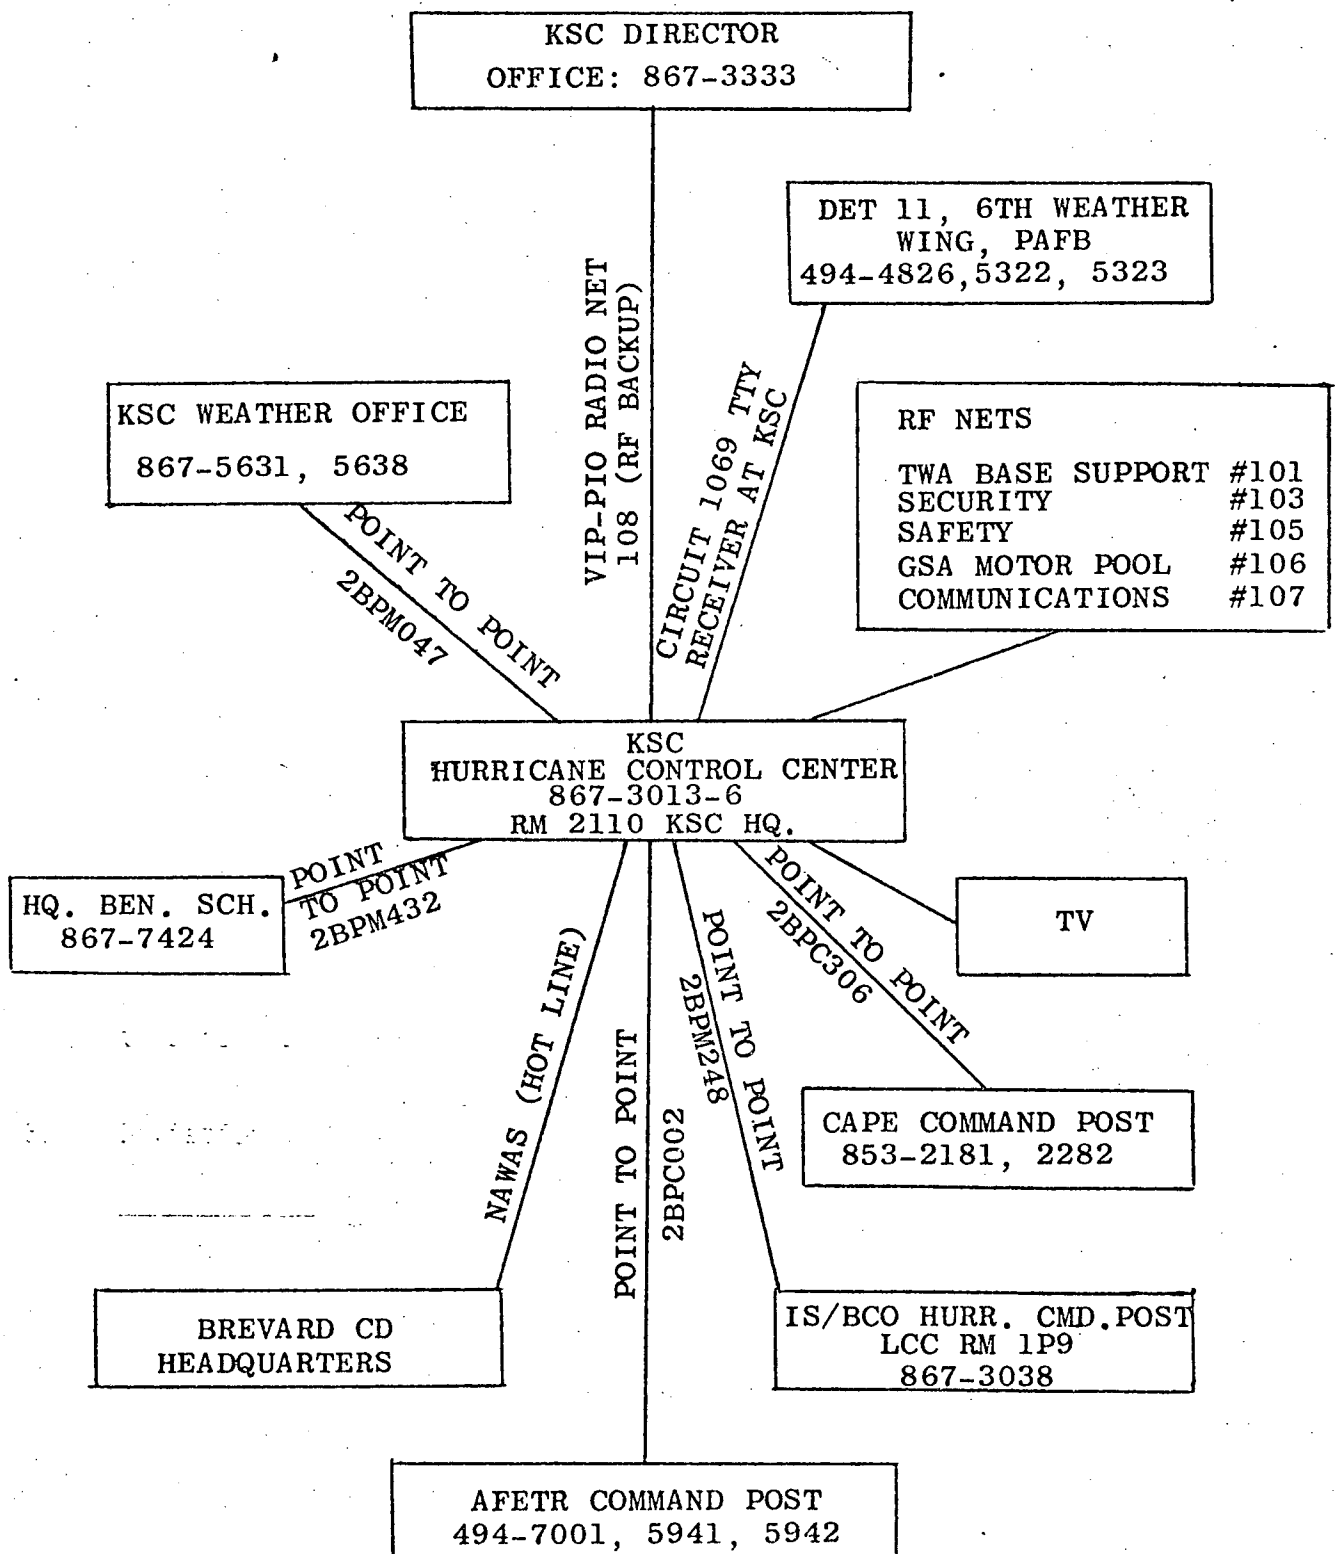 KSC DIRECTOR
OFFICE: 867-3333
DET 11, 6TH WEATHER
WING, PAFB
494-4826,5322, 5323
VIP-PIO RADIO NET
108 (RF BACKUP)
CIRCUIT 1069 TTY
RECEIVER AT KSC
KSC WEATHER OFFICE
867-5631, 5638
POINT TO POINT
2BPM047
RF NETS
TWA BASE SUPPORT #101
SECURITY #103
SAFETY #105
GSA MOTOR POOL #106
COMMUNICATIONS #107
KSC
HURRICANE CONTROL CENTER
867-3013-6
RM 2110 KSC HQ.
HQ. BEN. SCH.
867-7424
POINT
TO POINT
2BPM432
NAWAS (HOT LINE)
POINT TO POINT
2BPC002
POINT TO POINT
2BPM248
POINT TO POINT
2BPC306
TV
CAPE COMMAND POST
853-2181, 2282
BREVARD CD
HEADQUARTERS
IS/BCO HURR. CMD.POST
LCC RM 1P9
867-3038
AFETR COMMAND POST
494-7001, 5941, 5942